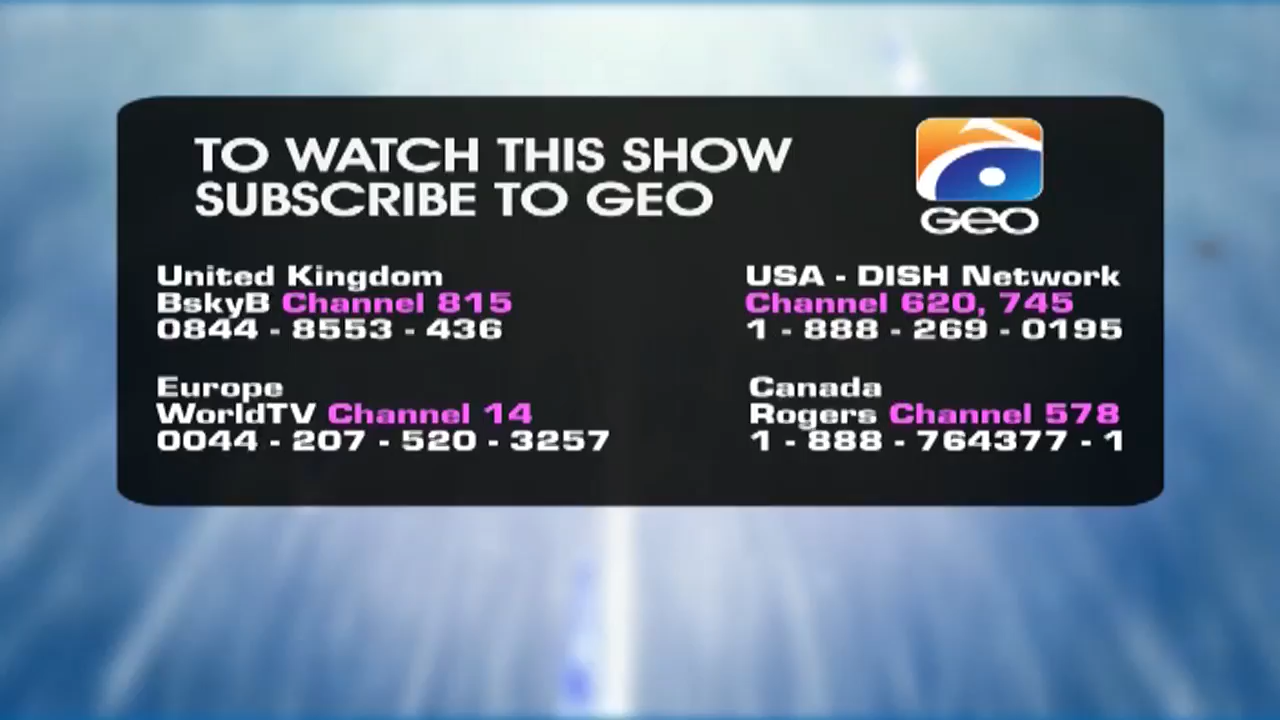 TO WATCH THIS SHOW
SUBSCRIBE TO GEO
GEO
United Kingdom
BskyB Channel 815
0844 - 8553 - 436
USA - DISH Network
Channel 620, 745
1 - 888 - 269 - 0195
Europe
WorldTV Channel 14
0044 - 207 - 520 - 3257
Canada
Rogers Channel 578
1 - 888 - 764377 - 1